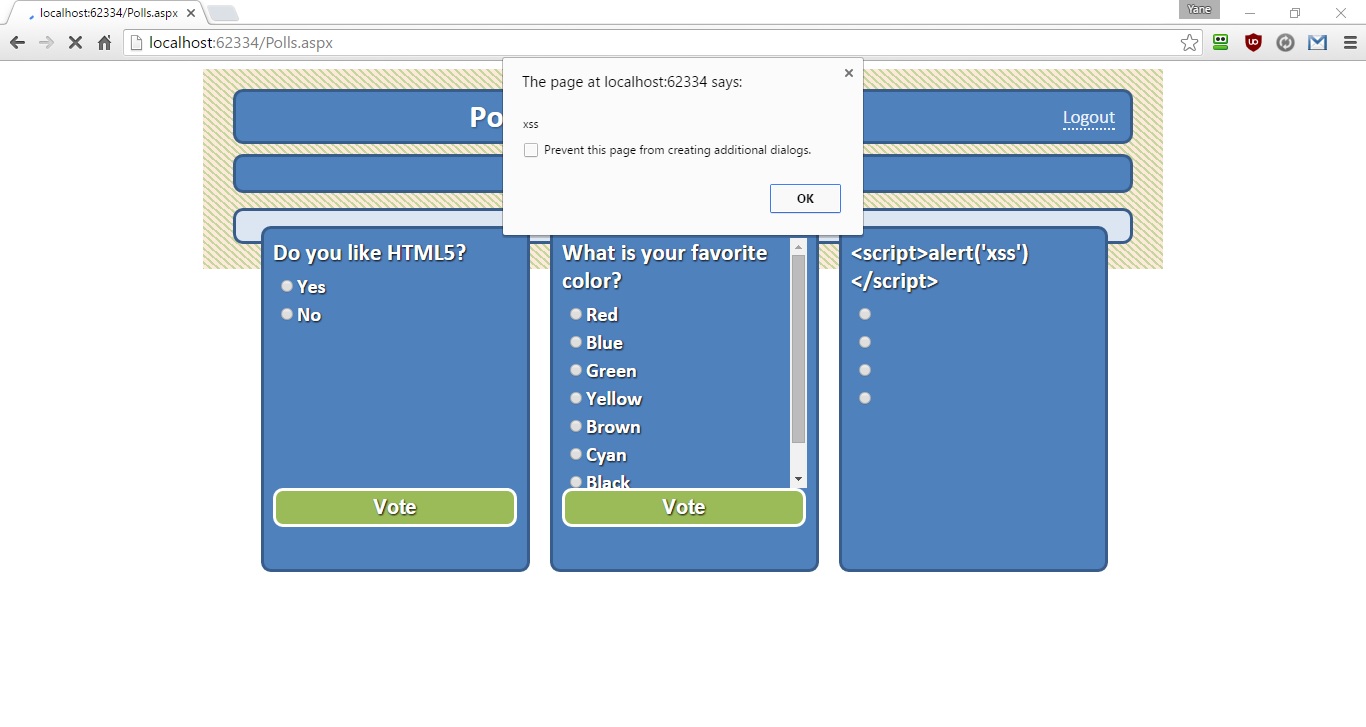 localhost:62334/Polls.aspx
Yane
localhost:62334/Polls.aspx
The page at localhost:62334 says:
xss
Prevent this page from creating additional dialogs.
OK
Po
Logout
Do you like HTML5?
Yes
No
Vote
What is your favorite
color?
Red
Blue
Green
Yellow
Brown
Cyan
Black
Vote
<script>alert('xss')
</script>